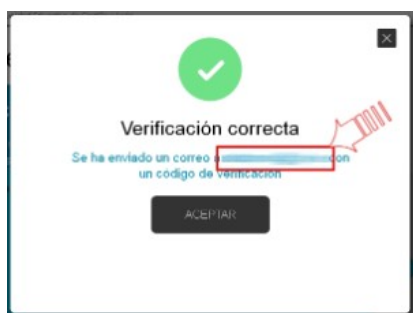 Verificación correcta
Se ha enviado un correo a con
un código de verificación
ACEPTAR